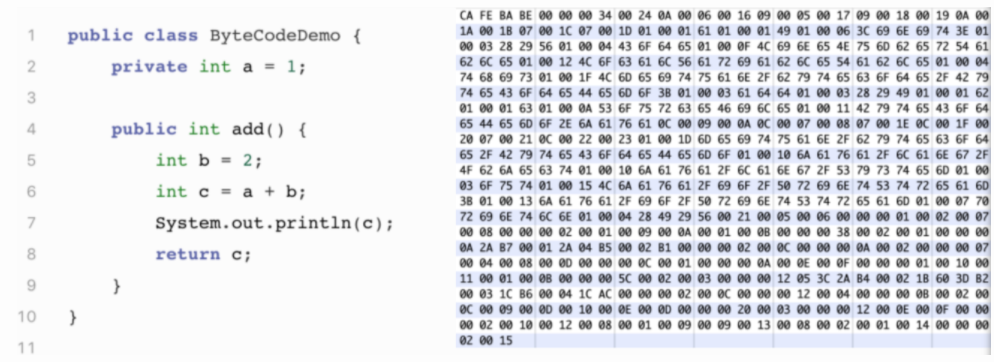 1 public class ByteCodeDemo {
2 private int a = 1;
3
4 public int add() {
5 int b = 2;
6 int c = a + b;
7 System.out.println(c);
8 return c;
9 }
10 }
11
CA FE BA BE 00 00 00 34 00 24 0A 00 06 00 16 09 00 05 00 17 09 00 18 00 19 0A 00
1A 00 1B 07 00 1C 07 00 1D 01 00 01 61 01 00 01 49 01 00 06 3C 69 6E 69 74 3E 01
00 03 28 29 56 01 00 04 43 6F 64 65 01 00 0F 4C 69 6E 65 4E 75 6D 62 65 72 54 61
62 6C 65 01 00 12 4C 6F 63 61 6C 56 61 72 69 61 62 6C 65 54 61 62 6C 65 01 00 04
74 68 69 73 01 00 1F 4C 6D 65 69 74 75 61 6E 2F 62 79 74 65 63 6F 64 65 2F 42 79
74 65 43 6F 64 65 44 65 6D 6F 3B 01 00 03 61 64 64 01 00 03 28 29 49 01 00 01 62
01 00 01 63 01 00 0A 53 6F 75 72 63 65 46 69 6C 65 01 00 11 42 79 74 65 43 6F 64
65 44 65 6D 6F 2E 6A 61 76 61 0C 00 09 00 0A 0C 00 07 00 08 07 00 1E 0C 00 1F 00
20 07 00 21 0C 00 22 00 23 01 00 1D 6D 65 69 74 75 61 6E 2F 62 79 74 65 63 6F 64
65 2F 42 79 74 65 43 6F 64 65 44 65 6D 6F 01 00 10 6A 61 76 61 2F 6C 61 6E 67 2F
4F 62 6A 65 63 74 01 00 10 6A 61 76 61 2F 6C 61 6E 67 2F 53 79 73 74 65 6D 01 00
03 6F 75 74 01 00 15 4C 6A 61 76 61 2F 69 6F 2F 50 72 69 6E 74 53 74 72 65 61 6D
3B 01 00 13 6A 61 76 61 2F 69 6F 2F 50 72 69 6E 74 53 74 72 65 61 6D 01 00 07 70
72 69 6E 74 6C 6E 01 00 04 28 49 29 56 00 21 00 05 00 06 00 00 00 01 00 02 00 07
00 08 00 00 00 02 00 01 00 09 00 0A 00 01 00 0B 00 00 00 38 00 02 00 01 00 00 00
0A 2A B7 00 01 2A 04 B5 00 02 B1 00 00 00 02 00 0C 00 00 00 0A 00 02 00 00 00 07
00 04 00 08 00 0D 00 00 00 0C 00 01 00 00 00 0A 00 0E 00 0F 00 00 00 01 00 10 00
11 00 01 00 0B 00 00 00 5C 00 02 00 03 00 00 00 12 05 3C 2A B4 00 02 1B 60 3D B2
00 03 1C B6 00 04 1C AC 00 00 00 02 00 0C 00 00 00 12 00 04 00 00 00 0B 00 02 00
0C 00 09 00 0D 00 10 00 0E 00 0D 00 00 00 20 00 03 00 00 00 12 00 0E 00 0F 00 00
00 02 00 10 00 12 00 08 00 01 00 09 00 09 00 13 00 08 00 02 00 01 00 14 00 00 00
02 00 15